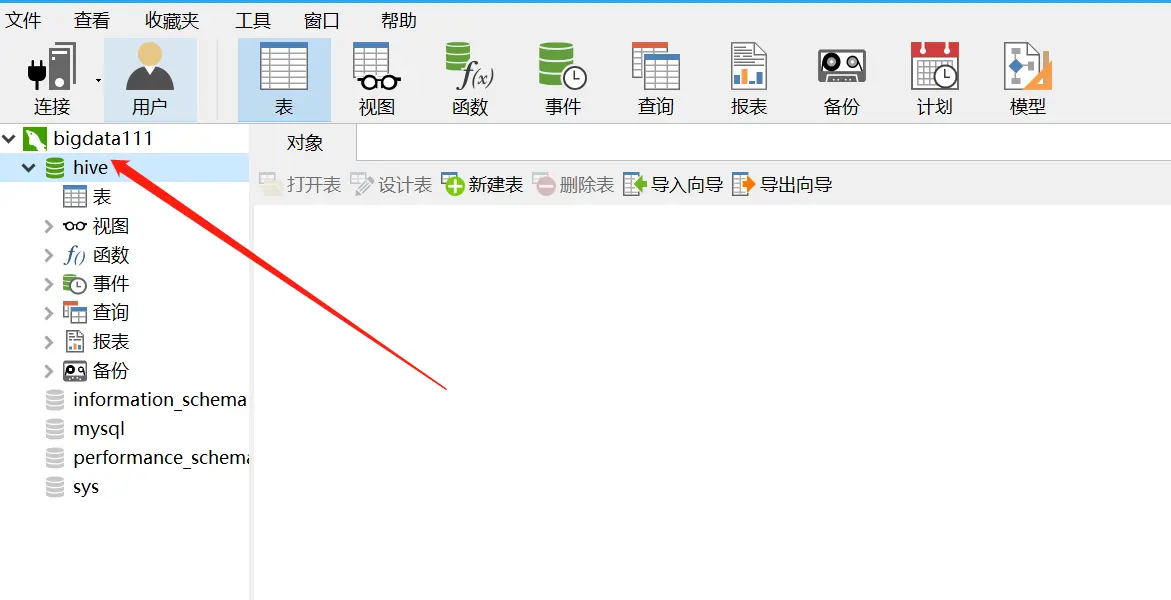 文件 查看 收藏夹 工具 窗口 帮助
连接 用户 表 视图 f(x) 函数 事件 查询 报表 备份 计划 模型
bigdata111
对象
hive
打开表 设计表 新建表 删除表 导入向导 导出向导
表
视图
f() 函数
事件
查询
报表
备份
information_schema
mysql
performance_schema
sys